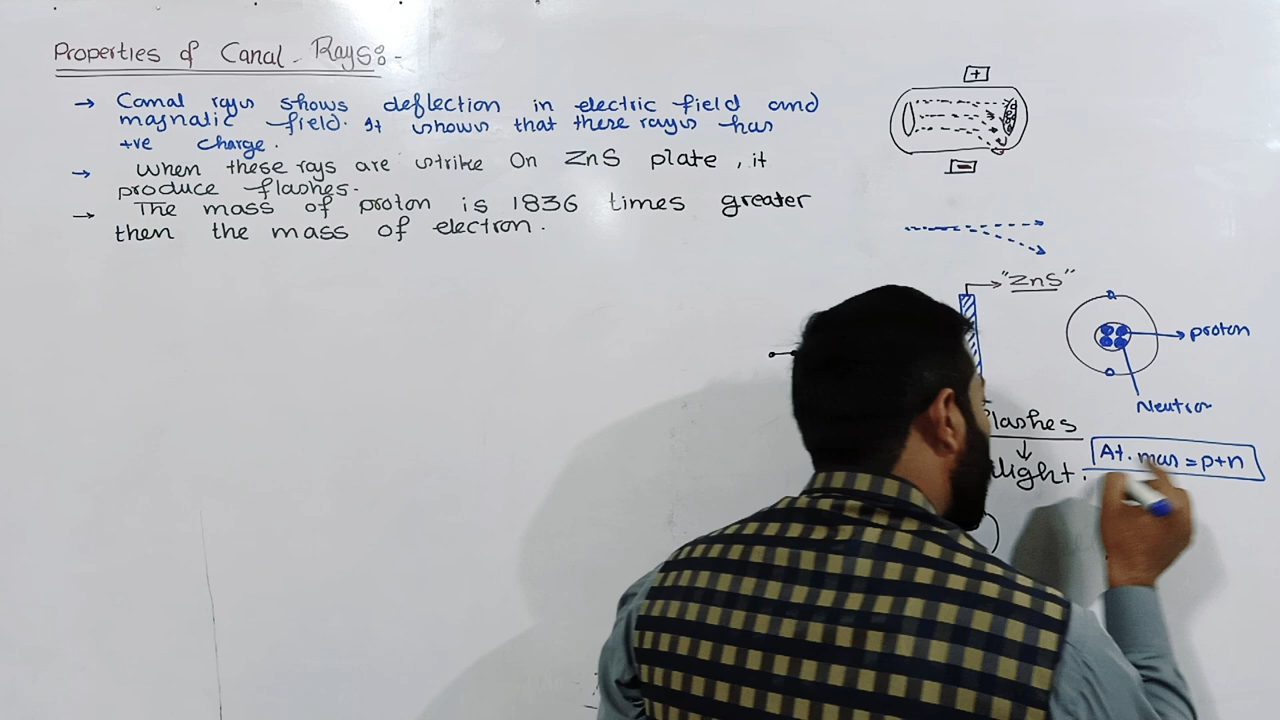 Properties of Canal - Rays:-
→ Canal rays shows deflection in electric field and
magnatic field. It shows that these rays has
+ve charge.
→ When these rays are strike On ZnS plate, it
produce flashes.
→ The mass of proton is 1836 times greater
then the mass of electron.
+
-
"ZnS"
proton
Neutron
lashes
↓
light.
At. mas = p+n